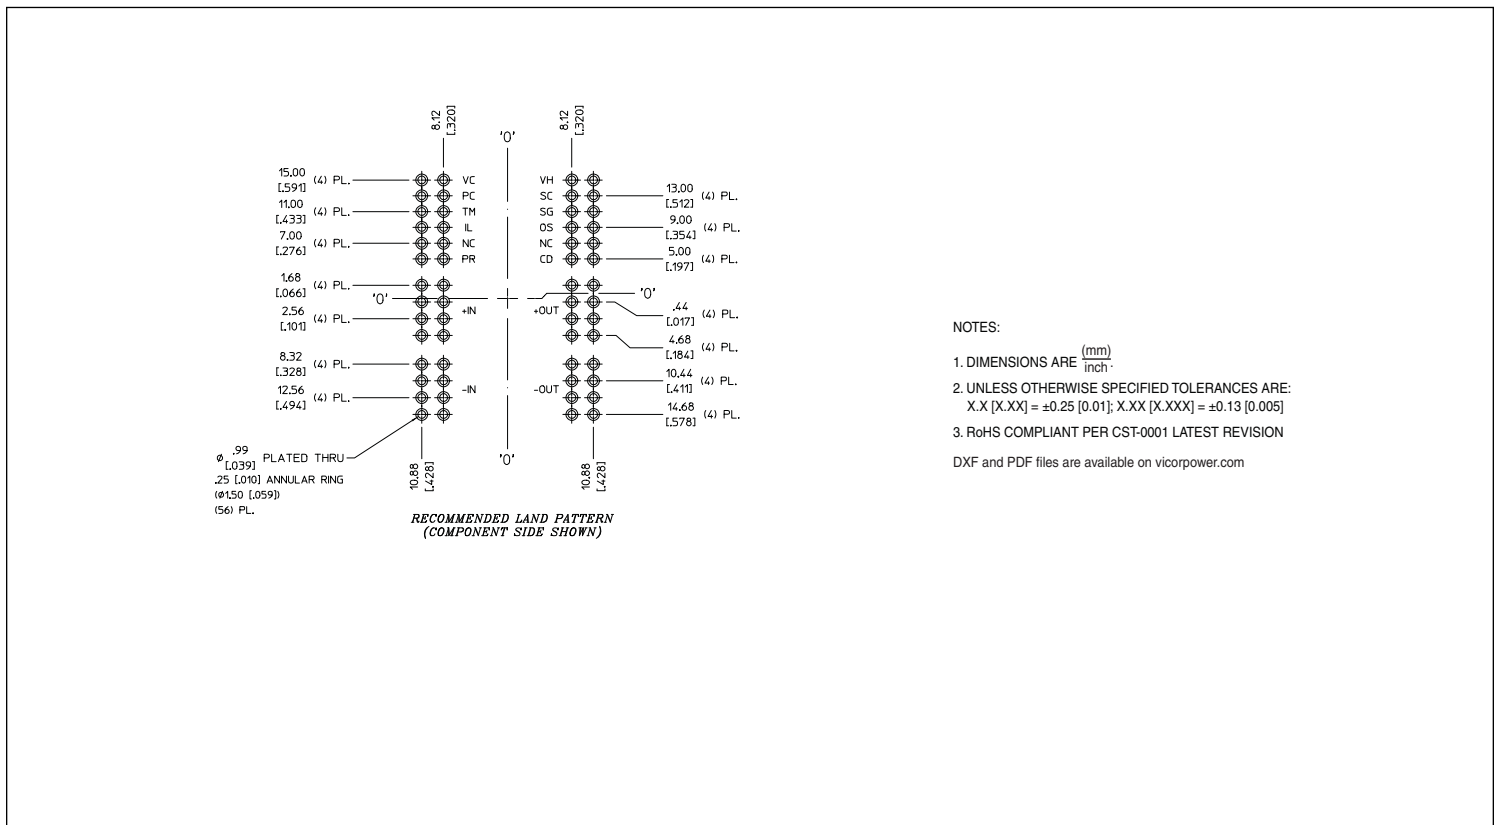 8.12
[.320]
8.12
[.320]
'0'
15.00
[.591]
(4) PL.
11.00
[.433]
(4) PL.
7.00
[.276]
(4) PL.
1.68
[.066]
(4) PL.
2.56
[.101]
(4) PL.
8.32
[.328]
(4) PL.
12.56
[.494]
(4) PL.
VC
PC
TM
IL
NC
PR
'0'
+IN
-IN
VH
SC
SG
OS
NC
CD
+OUT
-OUT
'0'
13.00
[.512]
(4) PL.
9.00
[.354]
(4) PL.
5.00
[.197]
(4) PL.
.44
[.017]
(4) PL.
4.68
[.184]
(4) PL.
10.44
[.411]
(4) PL.
14.68
[.578]
(4) PL.
ø .99
[.039] PLATED THRU
.25 [.010] ANNULAR RING
(ø1.50 [.059])
(56) PL.
10.88
[.428]
'0'
10.88
[.428]
RECOMMENDED LAND PATTERN
(COMPONENT SIDE SHOWN)
NOTES:
1. DIMENSIONS ARE (mm)
inch.
2. UNLESS OTHERWISE SPECIFIED TOLERANCES ARE:
X.X [X.XX] = ±0.25 [0.01]; X.XX [X.XXX] = ±0.13 [0.005]
3. RoHS COMPLIANT PER CST-0001 LATEST REVISION
DXF and PDF files are available on vicorpower.com